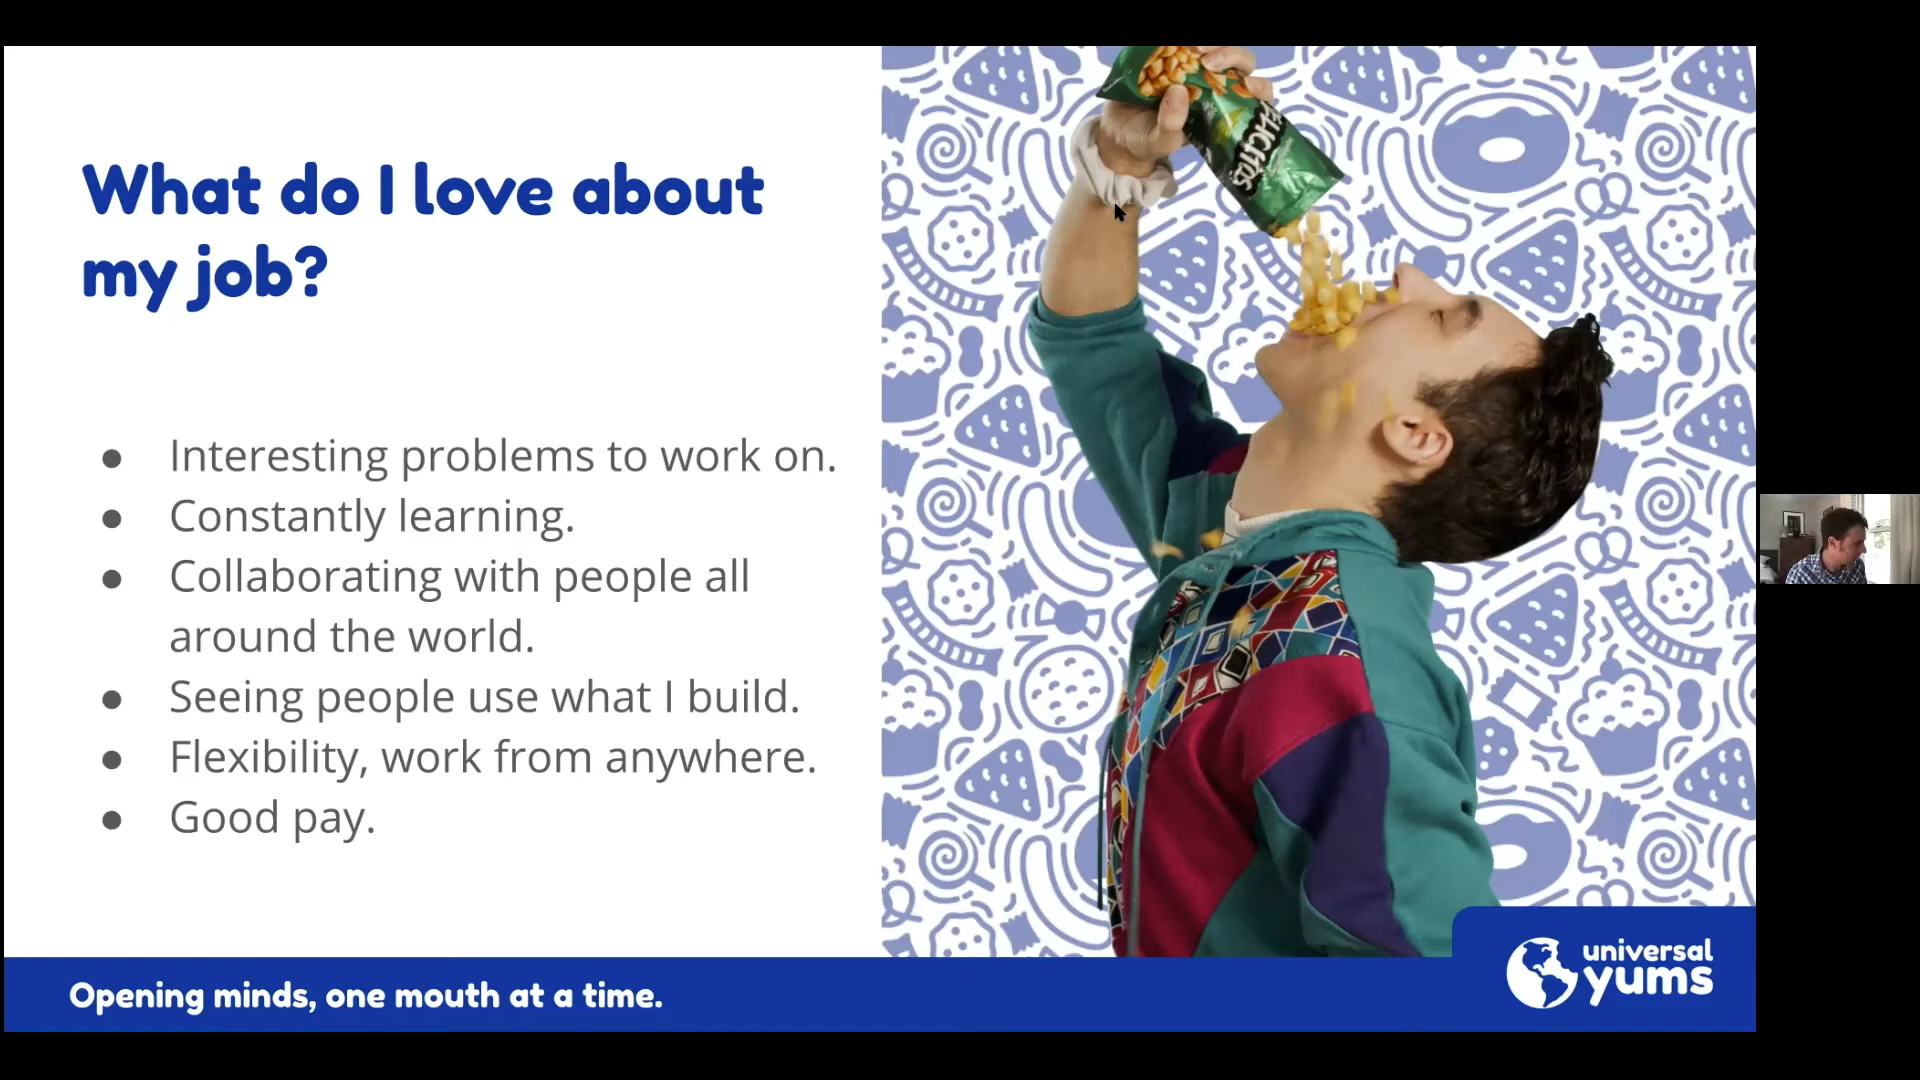 What do I love about
my job?
● Interesting problems to work on.
● Constantly learning.
● Collaborating with people all
around the world.
● Seeing people use what I build.
● Flexibility, work from anywhere.
● Good pay.
ELICITOS
Opening minds, one mouth at a time.
universal
yums